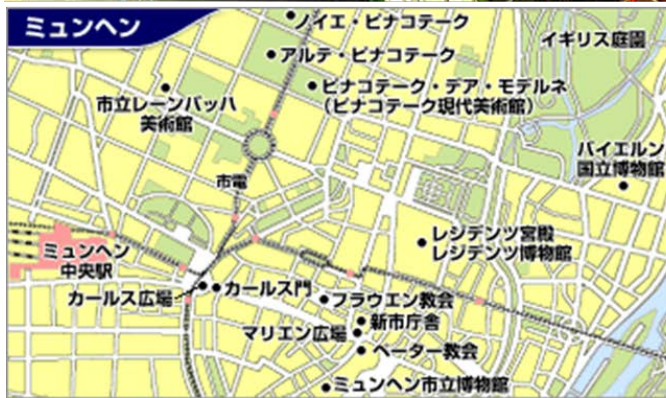 ミュンヘン
ノイエ・ピナコテーク
イギリス庭園
アルテ・ピナコテーク
ピナコテーク・デア・モデルネ
(ピナコテーク現代美術館)
市立レーンバッハ
美術館
バイエルン
国立博物館
市電
レジデンツ宮殿
レジデンツ博物館
ミュンヘン
中央駅
カールス広場
カールス門
フラウエン教会
新市庁舎
マリエン広場
ペーター教会
ミュンヘン市立博物館